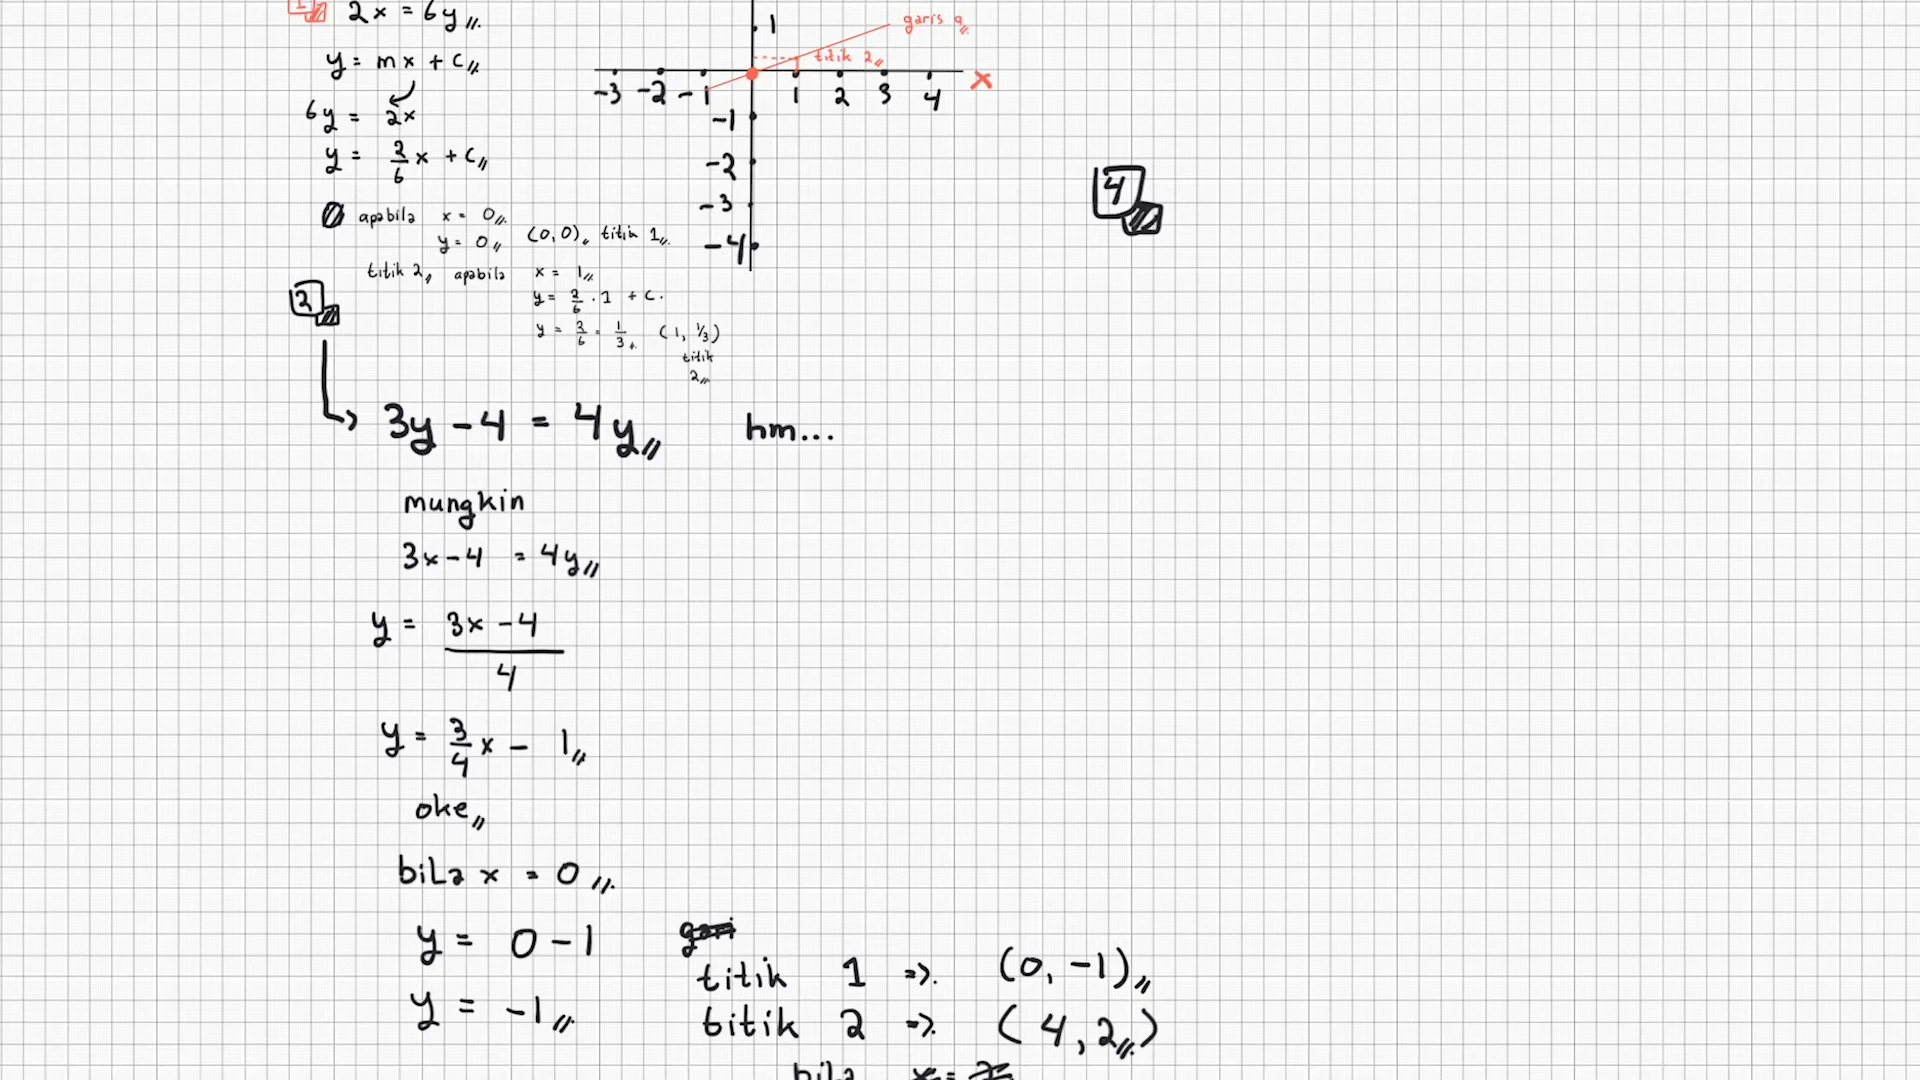 1 2x = 6y
y = mx + c
6y = 2x
y = 2/6 x + c
apabila x = 0
y = 0 (0,0), titik 1
titik 2, apabila x = 1
y = 2/6 . 1 + c.
y = 2/6 = 1/3 (1, 1/3)
titik
2
1
garis a
titik 2
x
-3 -2 -1 1 2 3 4
-1
-2
-3
-4
4
2
3y - 4 = 4y hm...
mungkin
3x - 4 = 4y
y = 3x - 4
4
y = 3/4 x - 1
oke
bila x = 0
y = 0 - 1
y = -1
titik 1 => (0, -1)
titik 2 => (4, 2)
bila x =